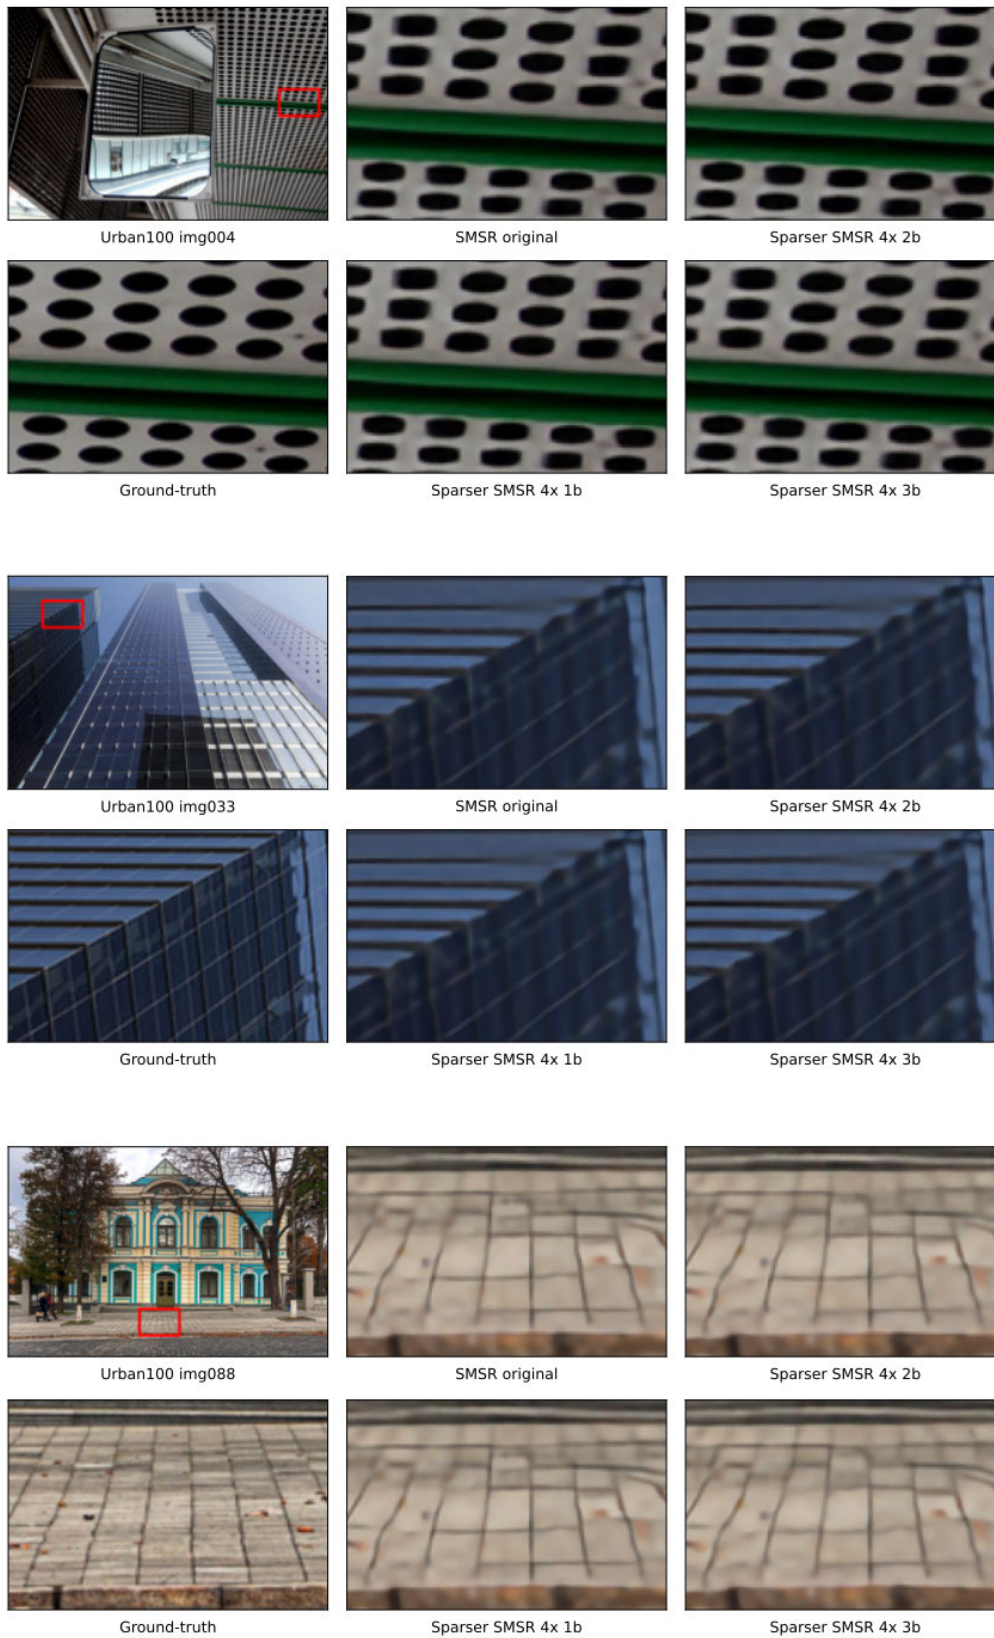 Urban100 img004
SMSR original
Sparser SMSR 4x 2b
Ground-truth
Sparser SMSR 4x 1b
Sparser SMSR 4x 3b
Urban100 img033
SMSR original
Sparser SMSR 4x 2b
Ground-truth
Sparser SMSR 4x 1b
Sparser SMSR 4x 3b
Urban100 img088
SMSR original
Sparser SMSR 4x 2b
Ground-truth
Sparser SMSR 4x 1b
Sparser SMSR 4x 3b